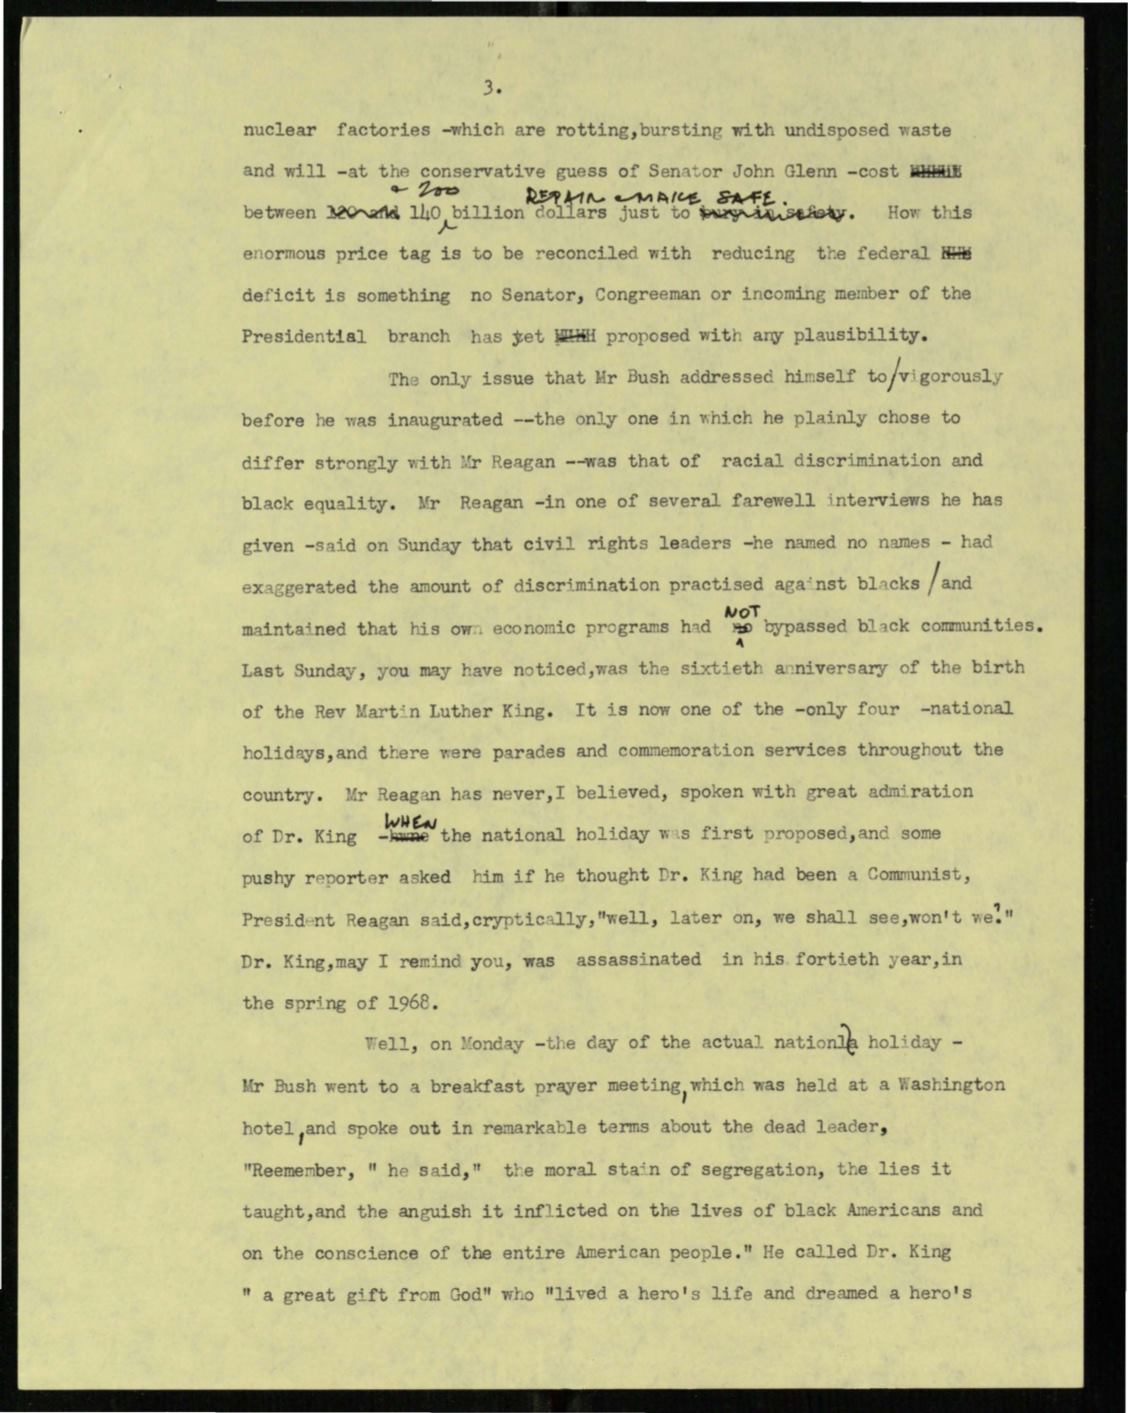 3.
nuclear factories -which are rotting,bursting with undisposed waste
and will -at the conservative guess of Senator John Glenn -cost
& 200 REPAIR & MAKE SAFE.
between 120 and 140 billion dollars just to bury in safety. How this
enormous price tag is to be reconciled with reducing the federal
deficit is something no Senator, Congreeman or incoming member of the
Presidential branch has yet proposed with any plausibility.
The only issue that Mr Bush addressed himself to/vigorously
before he was inaugurated --the only one in which he plainly chose to
differ strongly with Mr Reagan --was that of racial discrimination and
black equality. Mr Reagan -in one of several farewell interviews he has
given -said on Sunday that civil rights leaders -he named no names - had
exaggerated the amount of discrimination practised against blacks /and
NOT
maintained that his own economic programs had no bypassed black communities.
Last Sunday, you may have noticed,was the sixtieth anniversary of the birth
of the Rev Martin Luther King. It is now one of the -only four -national
holidays,and there were parades and commemoration services throughout the
country. Mr Reagan has never,I believed, spoken with great admiration
WHEN
of Dr. King -hwne the national holiday was first proposed,and some
pushy reporter asked him if he thought Dr. King had been a Communist,
President Reagan said,cryptically,"well, later on, we shall see,won't we?"
Dr. King,may I remind you, was assassinated in his fortieth year,in
the spring of 1968.
Well, on Monday -the day of the actual nationla holiday -
Mr Bush went to a breakfast prayer meeting,which was held at a Washington
hotel,and spoke out in remarkable terms about the dead leader,
"Reemember, " he said," the moral stain of segregation, the lies it
taught,and the anguish it inflicted on the lives of black Americans and
on the conscience of the entire American people." He called Dr. King
" a great gift from God" who "lived a hero's life and dreamed a hero's